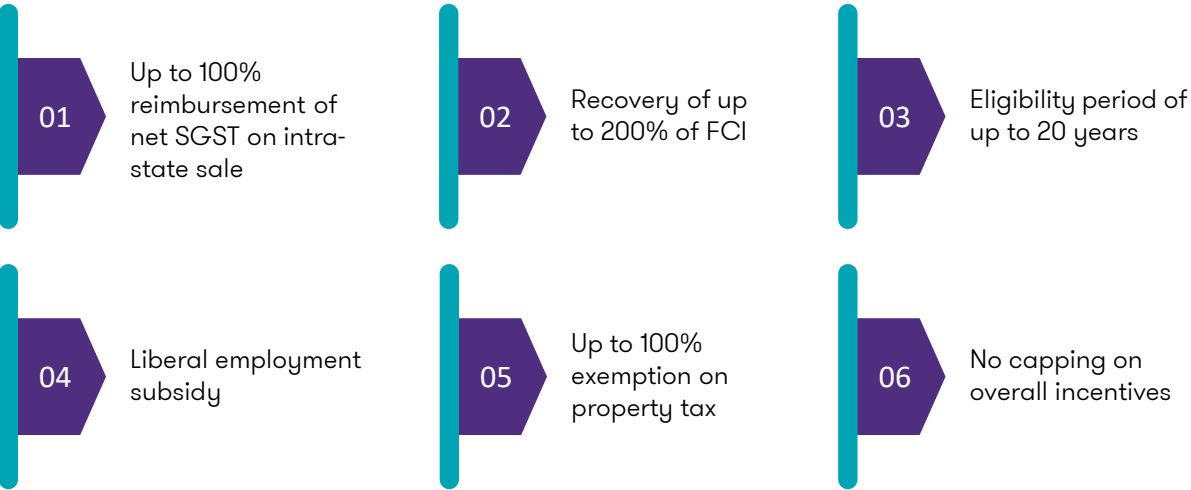 01
Up to 100%
reimbursement of
net SGST on intra-
state sale
02
Recovery of up
to 200% of FCI
03
Eligibility period of
up to 20 years
04
Liberal employment
subsidy
05
Up to 100%
exemption on
property tax
06
No capping on
overall incentives